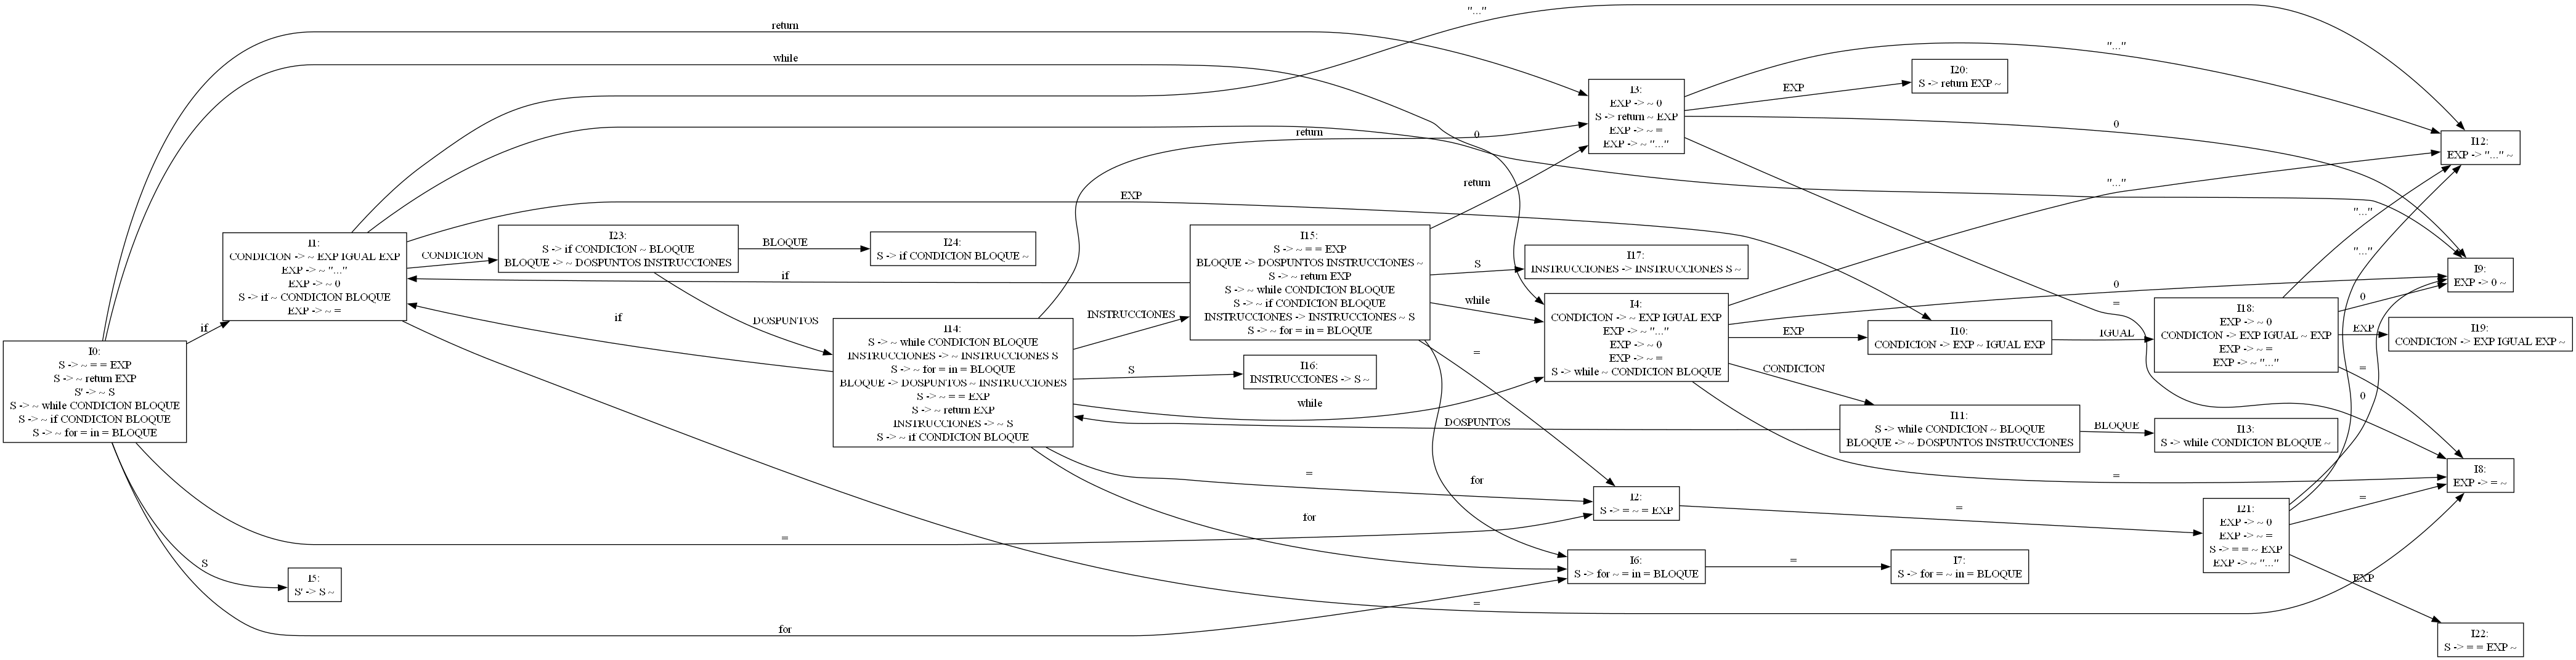 "..."
return
while
I3:
EXP -> ~ 0
S -> return ~ EXP
EXP -> ~ =
EXP -> ~ "..."
"..."
EXP
0
=
I20:
S -> return EXP ~
I12:
EXP -> "..." ~
return
0
EXP
I1:
CONDICION -> ~ EXP IGUAL EXP
EXP -> ~ "..."
EXP -> ~ 0
S -> if ~ CONDICION BLOQUE
EXP -> ~ =
CONDICION
I23:
S -> if CONDICION ~ BLOQUE
BLOQUE -> ~ DOSPUNTOS INSTRUCCIONES
BLOQUE
I24:
S -> if CONDICION BLOQUE ~
DOSPUNTOS
if
if
if
I0:
S -> ~ = = EXP
S -> ~ return EXP
S' -> ~ S
S -> ~ while CONDICION BLOQUE
S -> ~ if CONDICION BLOQUE
S -> ~ for = in = BLOQUE
I14:
S -> ~ while CONDICION BLOQUE
INSTRUCCIONES -> ~ INSTRUCCIONES S
S -> ~ for = in = BLOQUE
BLOQUE -> DOSPUNTOS ~ INSTRUCCIONES
S -> ~ = = EXP
S -> ~ return EXP
INSTRUCCIONES -> ~ S
S -> ~ if CONDICION BLOQUE
INSTRUCCIONES
S
while
DOSPUNTOS
I15:
S -> ~ = = EXP
BLOQUE -> DOSPUNTOS INSTRUCCIONES ~
S -> ~ return EXP
S -> ~ while CONDICION BLOQUE
S -> ~ if CONDICION BLOQUE
INSTRUCCIONES -> INSTRUCCIONES ~ S
S -> ~ for = in = BLOQUE
return
S
while
=
for
I16:
INSTRUCCIONES -> S ~
I17:
INSTRUCCIONES -> INSTRUCCIONES S ~
I4:
CONDICION -> ~ EXP IGUAL EXP
EXP -> ~ "..."
EXP -> ~ 0
EXP -> ~ =
S -> while ~ CONDICION BLOQUE
"..."
0
EXP
CONDICION
=
I10:
CONDICION -> EXP ~ IGUAL EXP
IGUAL
I18:
EXP -> ~ 0
CONDICION -> EXP IGUAL ~ EXP
EXP -> ~ =
EXP -> ~ "..."
"..."
0
EXP
=
I9:
EXP -> 0 ~
I19:
CONDICION -> EXP IGUAL EXP ~
I11:
S -> while CONDICION ~ BLOQUE
BLOQUE -> ~ DOSPUNTOS INSTRUCCIONES
BLOQUE
I13:
S -> while CONDICION BLOQUE ~
I8:
EXP -> = ~
=
for
I2:
S -> = ~ = EXP
=
I21:
EXP -> ~ 0
EXP -> ~ =
S -> = = ~ EXP
EXP -> ~ "..."
"..."
0
=
EXP
=
S
I5:
S' -> S ~
I6:
S -> for ~ = in = BLOQUE
=
I7:
S -> for = ~ in = BLOQUE
=
for
I22:
S -> = = EXP ~